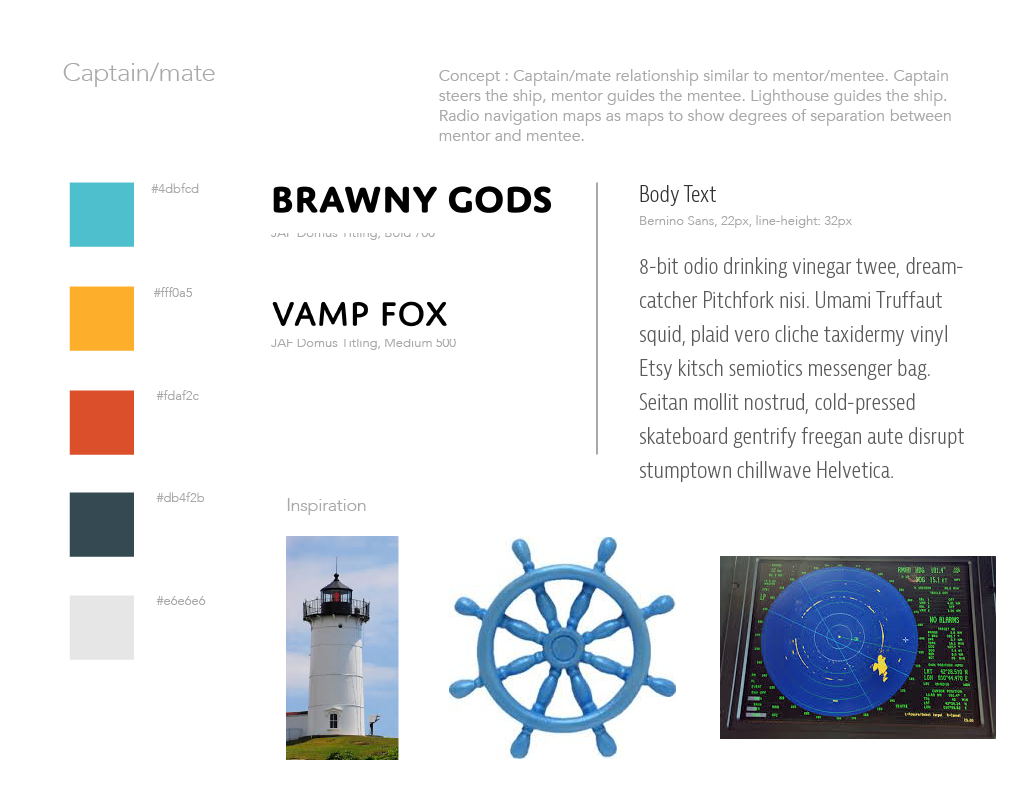 Captain/mate
Concept : Captain/mate relationship similar to mentor/mentee. Captain
steers the ship, mentor guides the mentee. Lighthouse guides the ship.
Radio navigation maps as maps to show degrees of separation between
mentor and mentee.
#4dbfcd
#fff0a5
#fdaf2c
#db4f2b
#e6e6e6
BRAWNY GODS
JAF Domus Titling, Bold 700
VAMP FOX
JAF Domus Titling, Medium 500
Body Text
Bernino Sans, 22px, line-height: 32px
8-bit odio drinking vinegar twee, dream-
catcher Pitchfork nisi. Umami Truffaut
squid, plaid vero cliche taxidermy vinyl
Etsy kitsch semiotics messenger bag.
Seitan mollit nostrud, cold-pressed
skateboard gentrify freegan aute disrupt
stumptown chillwave Helvetica.
Inspiration
NO ALARMS